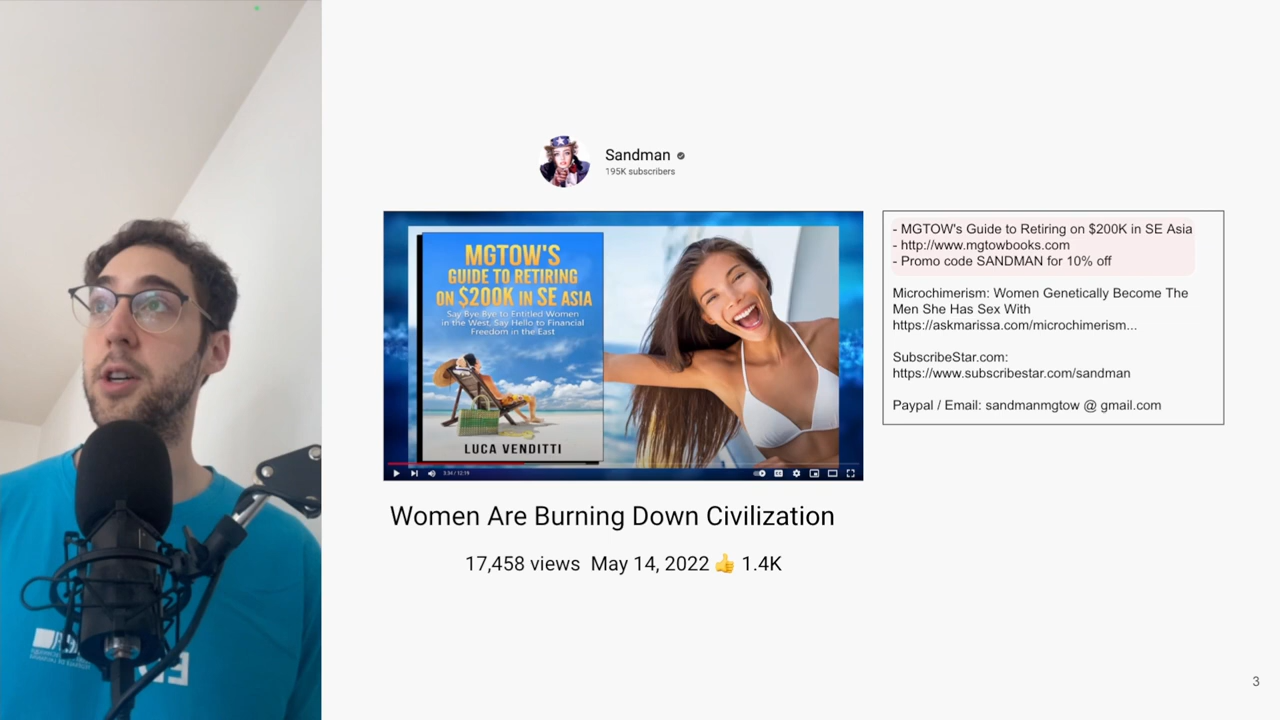 Sandman
195K subscribers
MGTOW'S
GUIDE TO RETIRING
ON $200K IN SE ASIA
Say Bye Bye to Entitled Women
in the West, Say Hello to Financial
Freedom in the East
LUCA VENDITTI
3:34 / 12:19
- MGTOW's Guide to Retiring on $200K in SE Asia
- http://www.mgtowbooks.com
- Promo code SANDMAN for 10% off
Microchimerism: Women Genetically Become The
Men She Has Sex With
https://askmarissa.com/microchimerism...
SubscribeStar.com:
https://www.subscribestar.com/sandman
Paypal / Email: sandmanmgtow @ gmail.com
Women Are Burning Down Civilization
17,458 views May 14, 2022 👍 1.4K
3